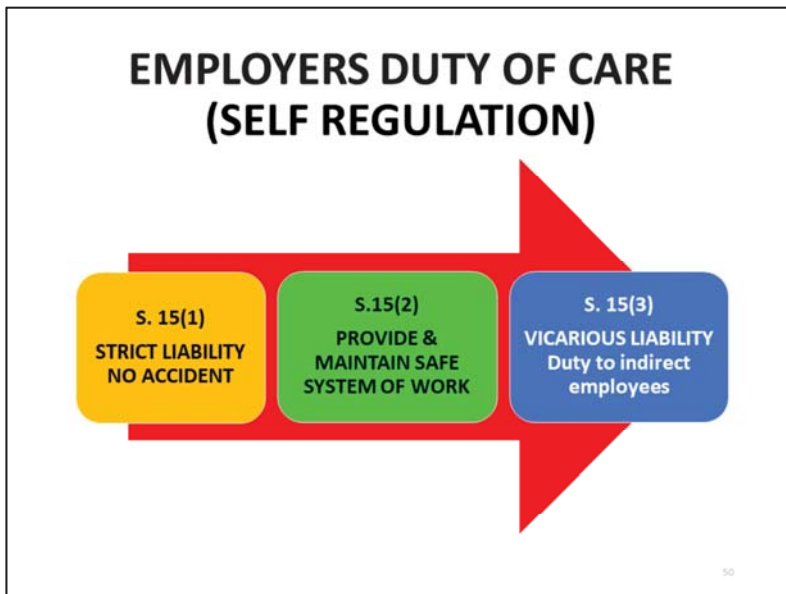 EMPLOYERS DUTY OF CARE
(SELF REGULATION)
S. 15(1)
STRICT LIABILITY
NO ACCIDENT
S.15(2)
PROVIDE &
MAINTAIN SAFE
SYSTEM OF WORK
S. 15(3)
VICARIOUS LIABILITY
Duty to indirect
employees
50